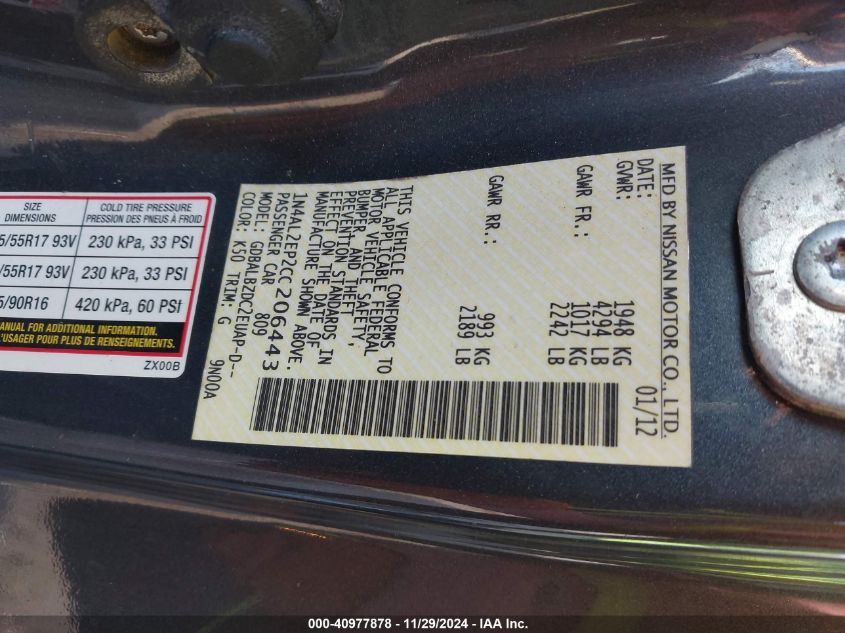 SIZE
DIMENSIONS
COLD TIRE PRESSURE
PRESSION DES PNEUS À FROID
5/55R17 93V
230 kPa, 33 PSI
/55R17 93V
230 kPa, 33 PSI
5/90R16
420 kPa, 60 PSI
MANUAL FOR ADDITIONAL INFORMATION.
L'USAGER POUR PLUS DE RENSEIGNEMENTS.
ZX00B
MFD BY NISSAN MOTOR CO., LTD.
DATE: 01/12
GVWR: 1948 KG
4294 LB
GAWR FR.: 1017 KG
2242 LB
GAWR RR.: 993 KG
2189 LB
THIS VEHICLE CONFORMS TO
ALL APPLICABLE FEDERAL
MOTOR VEHICLE SAFETY,
BUMPER, AND THEFT
PREVENTION STANDARDS IN
EFFECT ON THE DATE OF
MANUFACTURE SHOWN ABOVE.
1N4AL2EP2CC206443
PASSENGER CAR 809
MODEL: GDBALBZDC2EUAP-D--
COLOR: K50 TRIM: G 9N00A
000-40977878 - 11/29/2024 - IAA Inc.